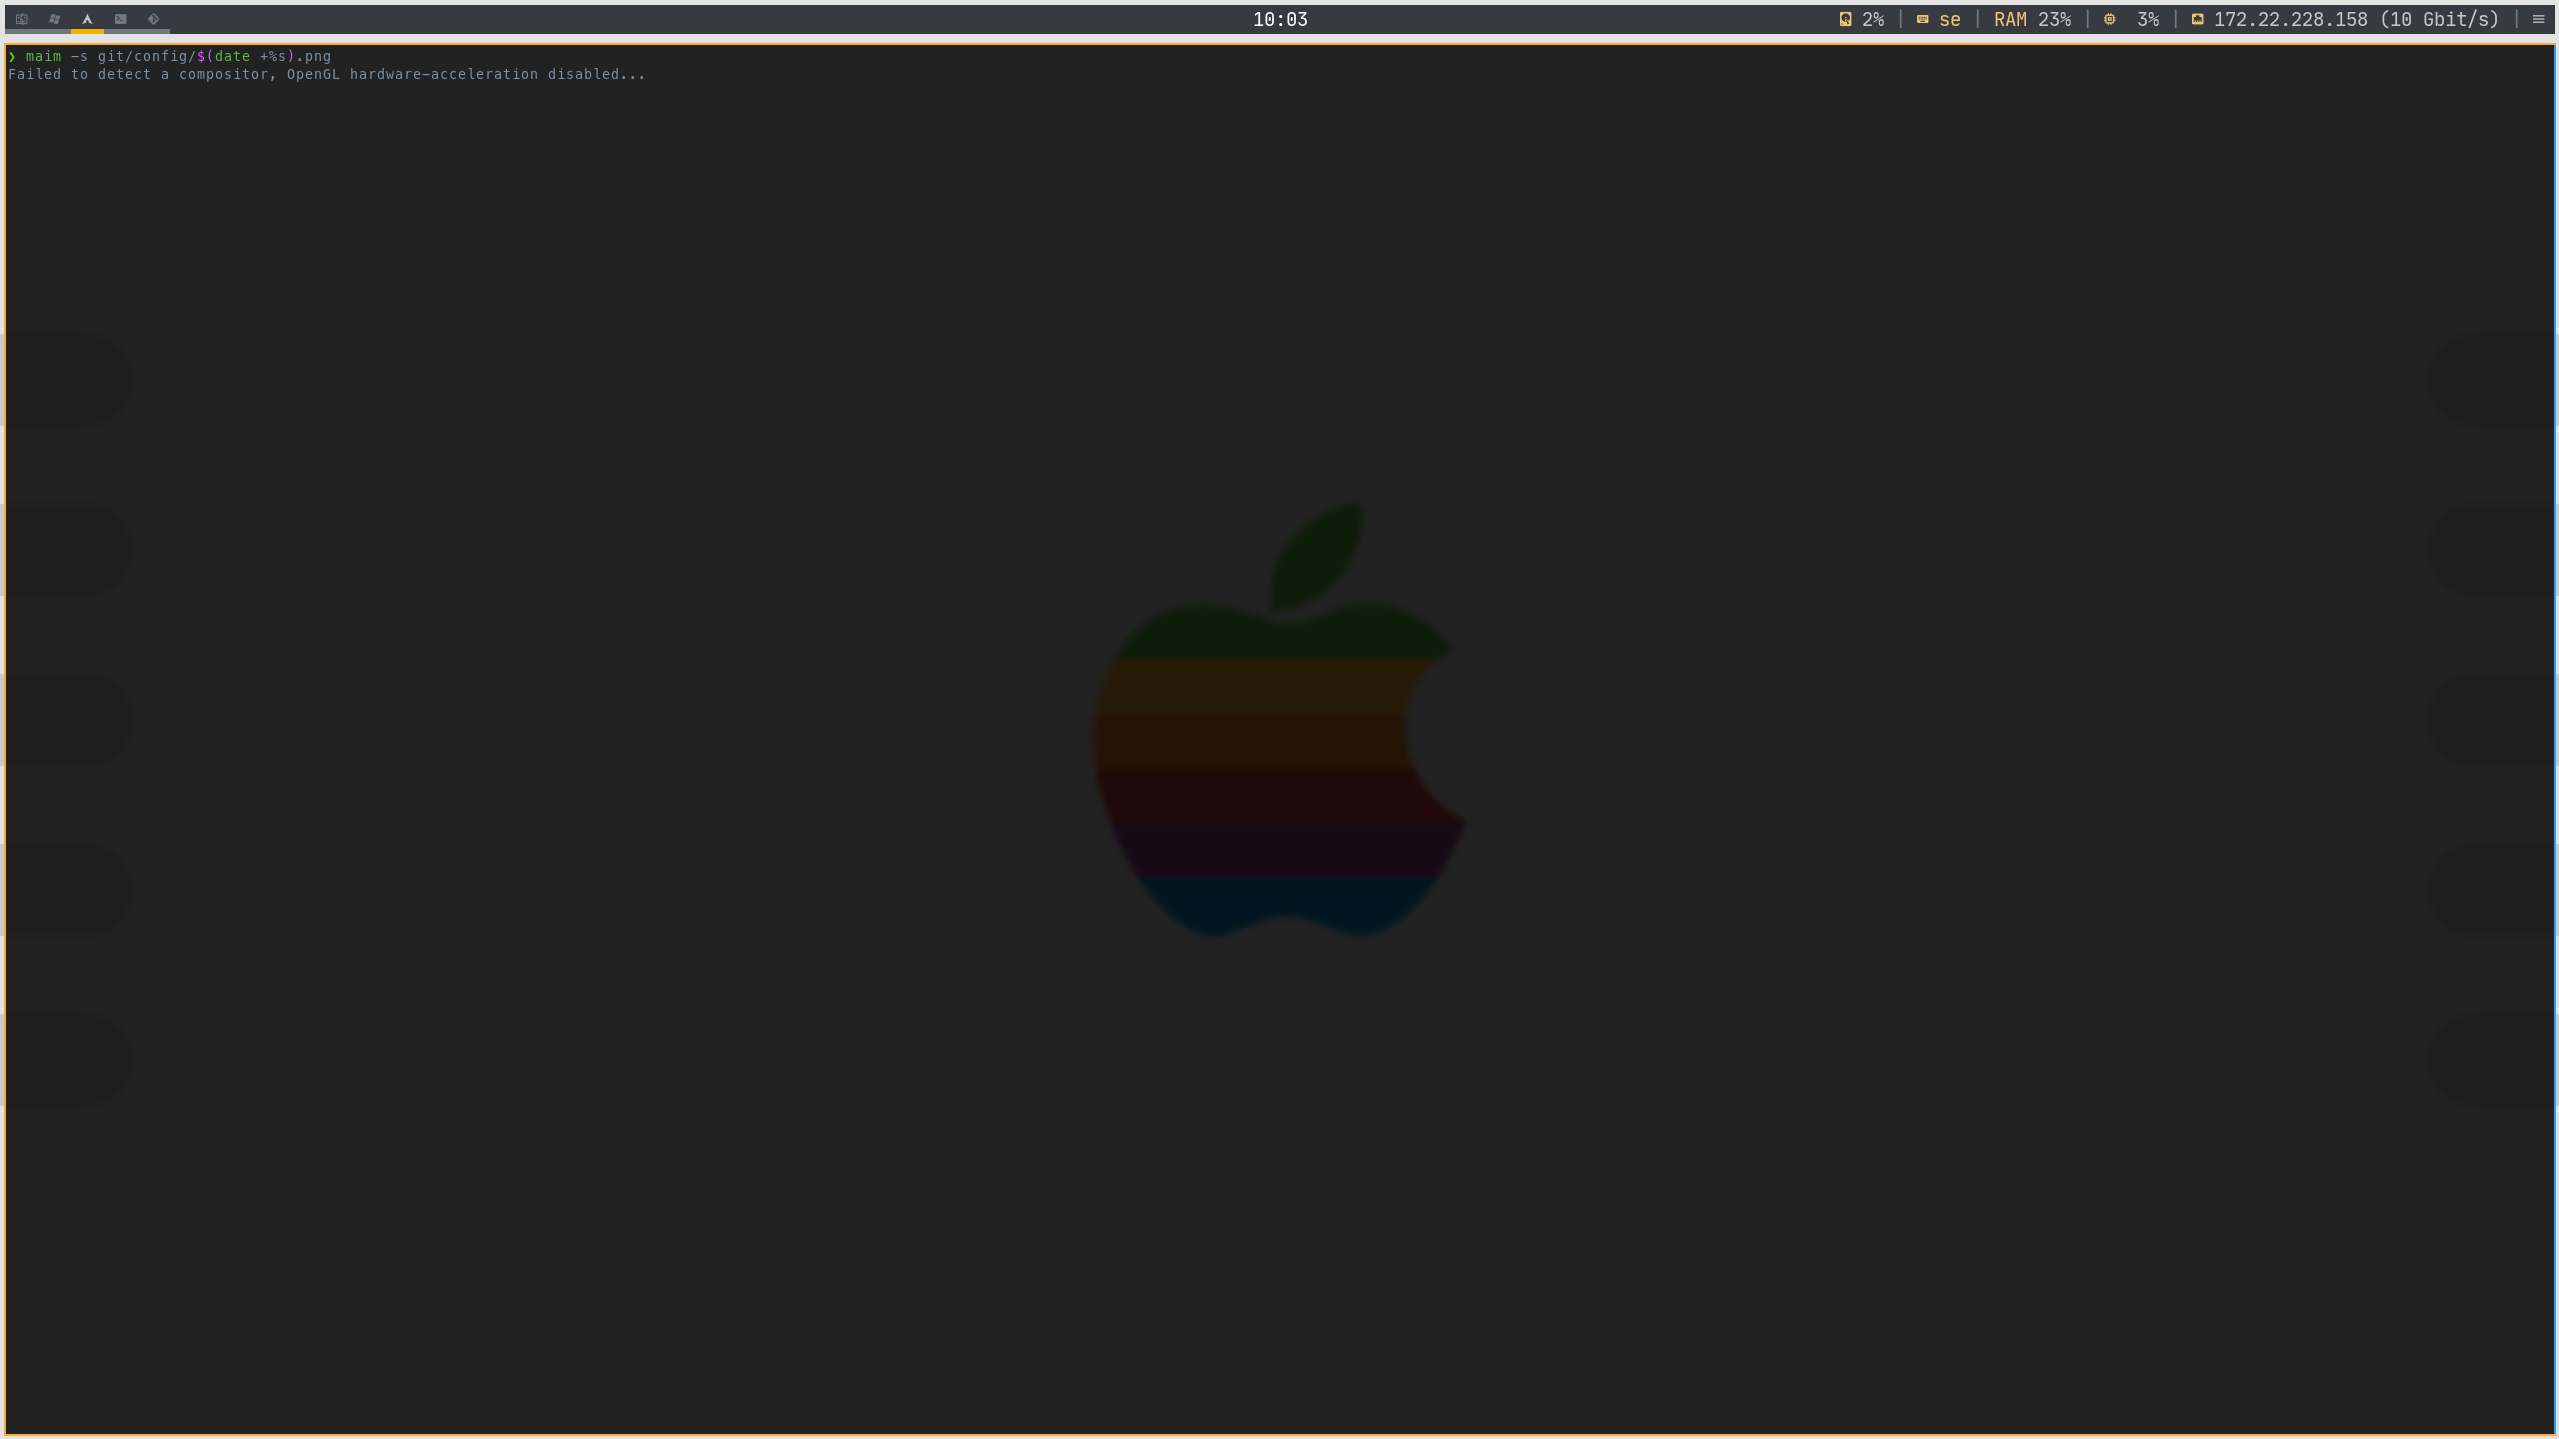 10:03
2% | se | RAM 23% | 3% | 172.22.228.158 (10 Gbit/s) |
❯ maim -s git/config/$(date +%s).png
Failed to detect a compositor, OpenGL hardware-acceleration disabled...